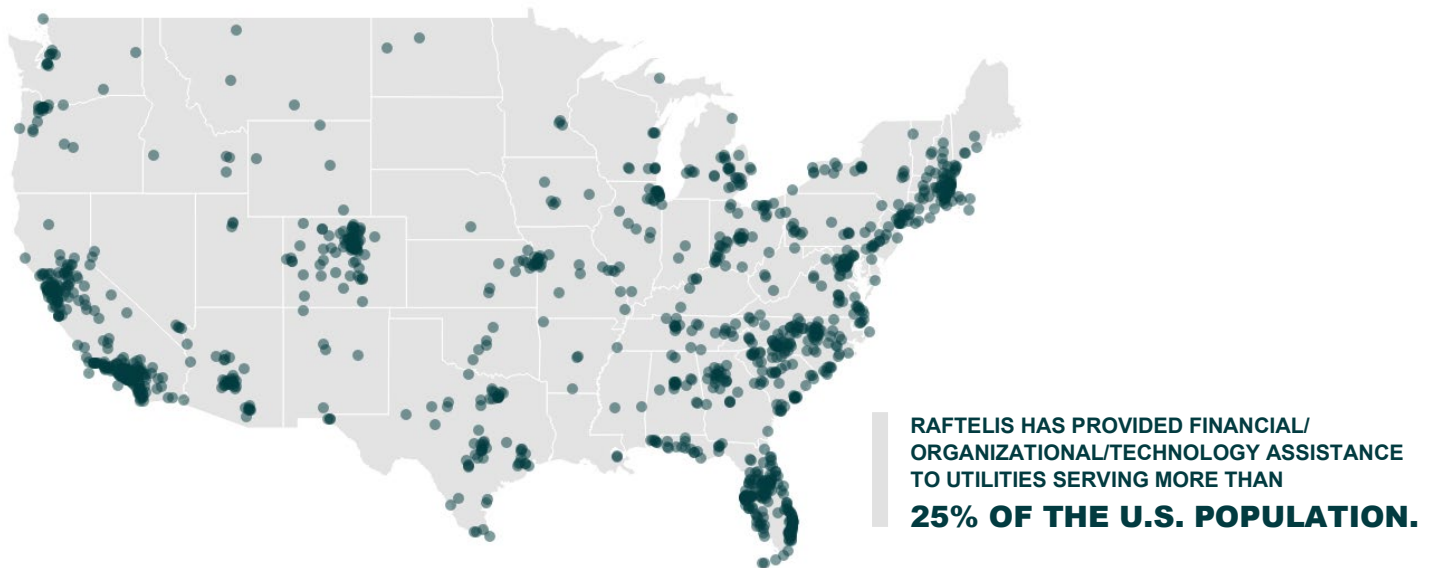 RAFTELIS HAS PROVIDED FINANCIAL/
ORGANIZATIONAL/TECHNOLOGY ASSISTANCE
TO UTILITIES SERVING MORE THAN
25% OF THE U.S. POPULATION.